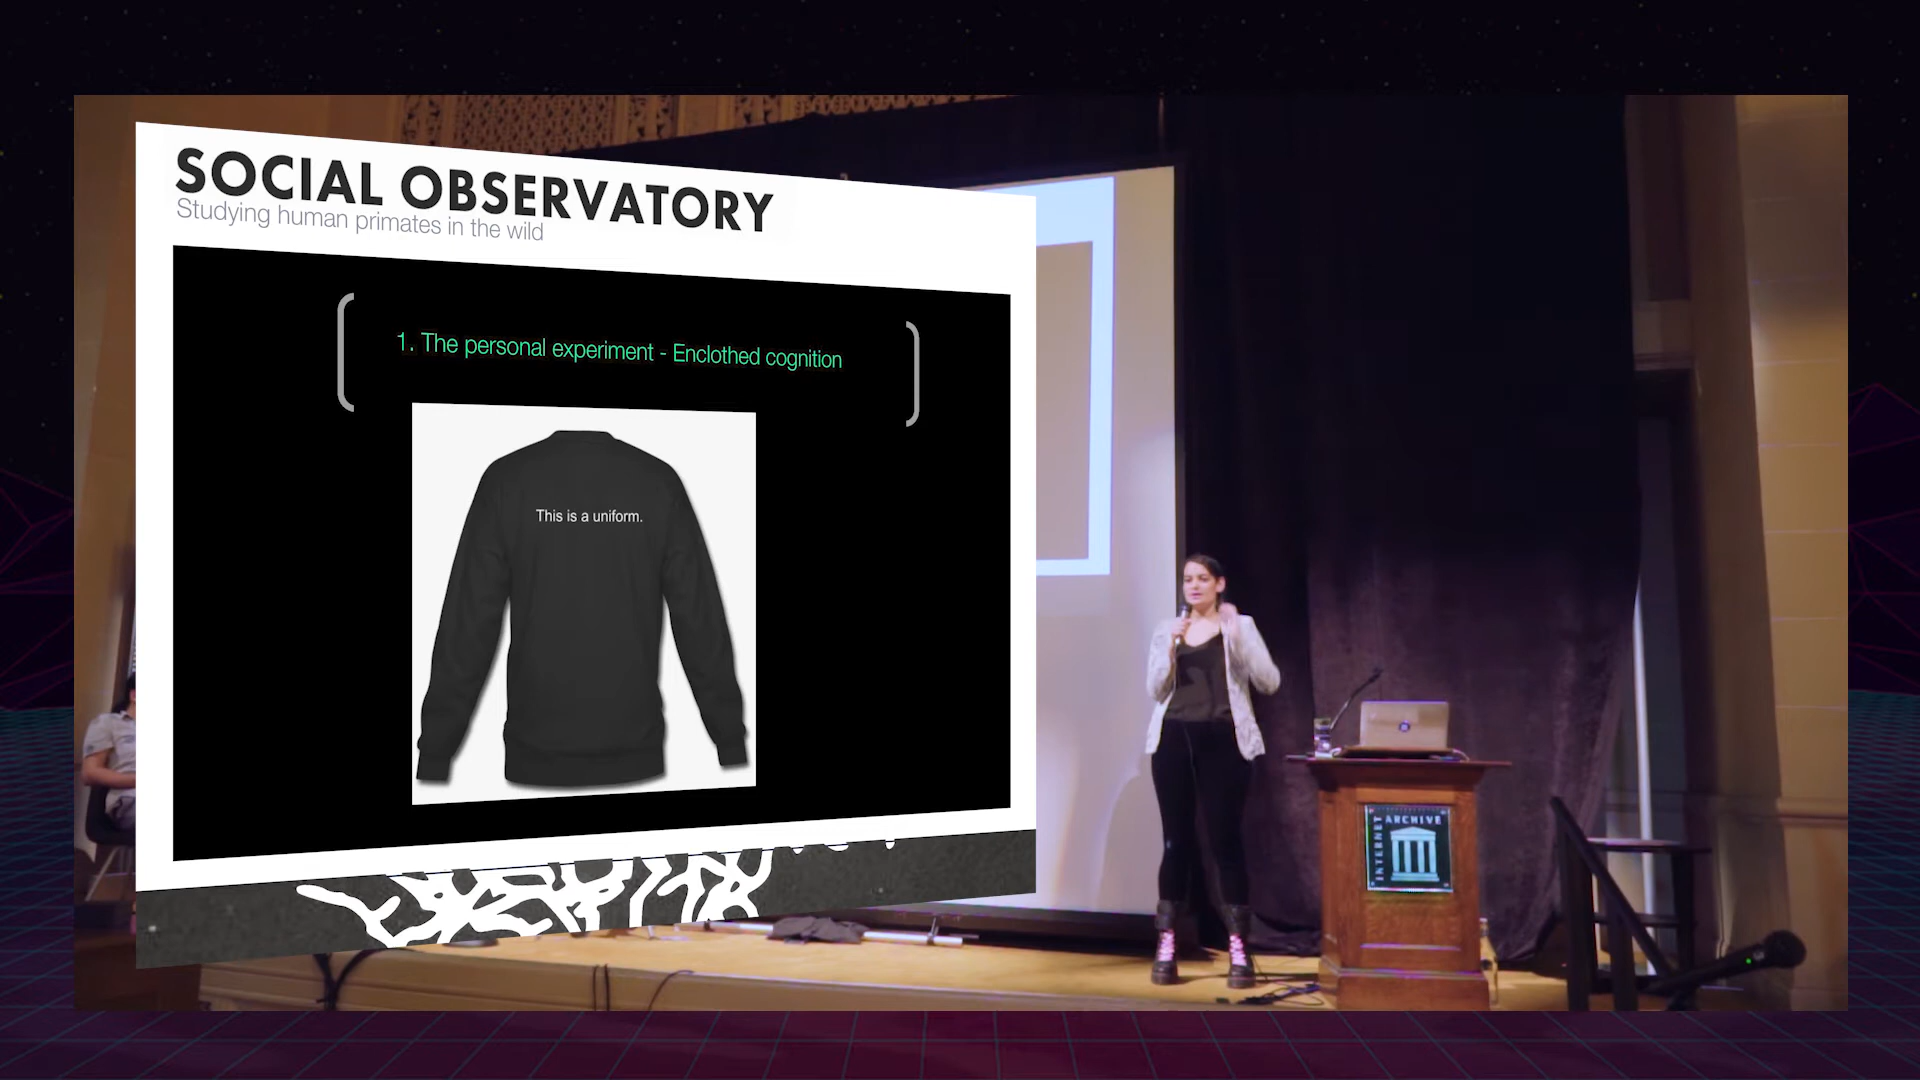 SOCIAL OBSERVATORY
Studying human primates in the wild
1. The personal experiment - Enclothed cognition
This is a uniform.
INTERNET
ARCHIVE